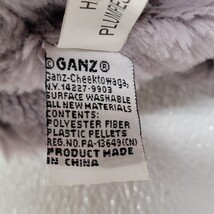 H
PLUMPE
©GANZ®
Ganz-Cheektowaga,
N.Y. 14227-9903
SURFACE WASHABLE
ALL NEW MATERIALS
CONTENTS:
POLYESTER FIBER
PLASTIC PELLETS
REG.NO.PA-13649(CN)
PRODUCT MADE
IN CHINA